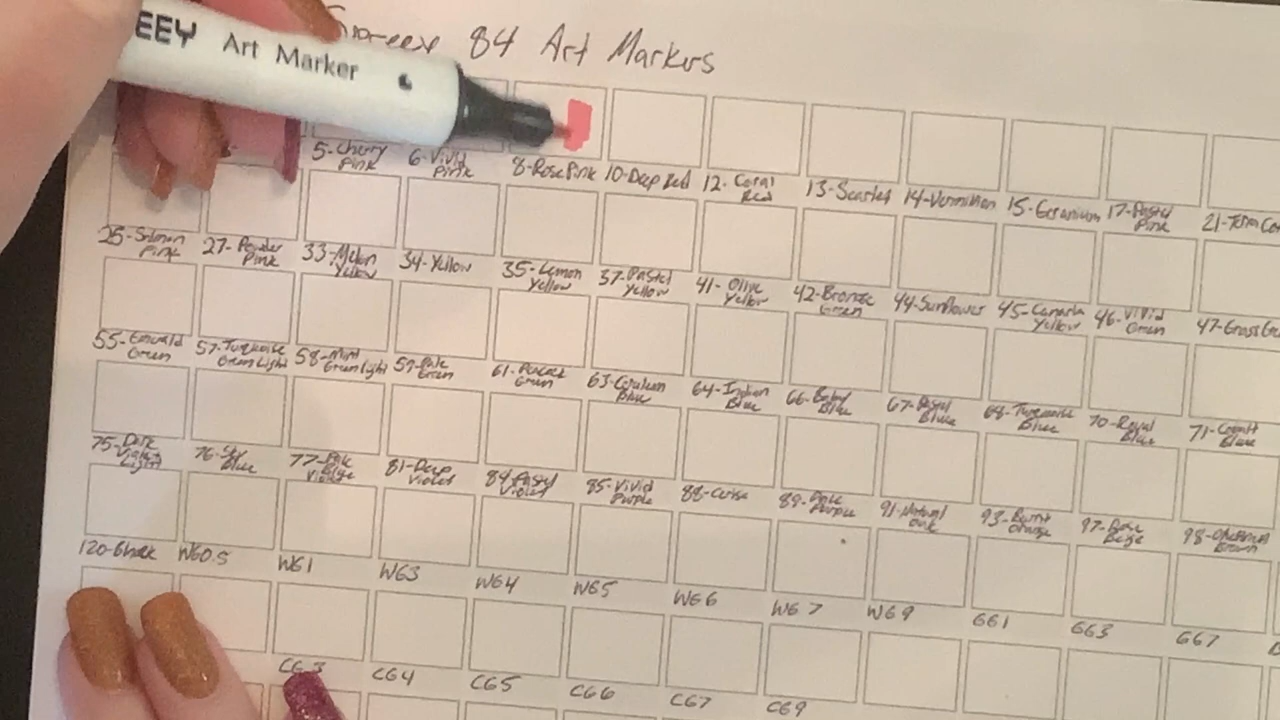 EEY Art Marker
84 Art Markers
5-Cherry Pink 6-Vivid Pink 8-Rose Pink 10-Deep Red 12-Coral Red 13-Scarlet 14-Vermilion 15-Geranium 17-Pastel Pink 21-Terra Co
25-Salmon Pink 27-Powder Pink 33-Melon Yellow 34-Yellow 35-Lemon Yellow 37-Pastel Yellow 41-Olive Yellow 42-Bronze Green 44-Sunflower 45-Canaria Yellow 46-Vivid Green 47-Grass Gr
55-Emerald Green 57-Turquoise Green Light 58-Mint Green Light 59-Pale Green 61-Peacock Green 63-Cerulean Blue 64-Indian Blue 66-Baby Blue 67-Pastel Blue 68-Turquoise Blue 70-Royal Blue 71-Cobalt Blue
75-Dark Violet Light 76-Sky Blue 77-Pale Blue Violet 81-Deep Violet 84-Pastel Violet 85-Vivid Purple 88-Cerise 89-Pale Purple 91-Natural Oak 93-Burnt Orange 97-Rose Beige 98-Chestnut Brown
120-Black WG0.5 WG1 WG3 WG4 WG5 WG6 WG7 WG9 GG1 GG3 GG7
CG3 CG4 CG5 CG6 CG7 CG9